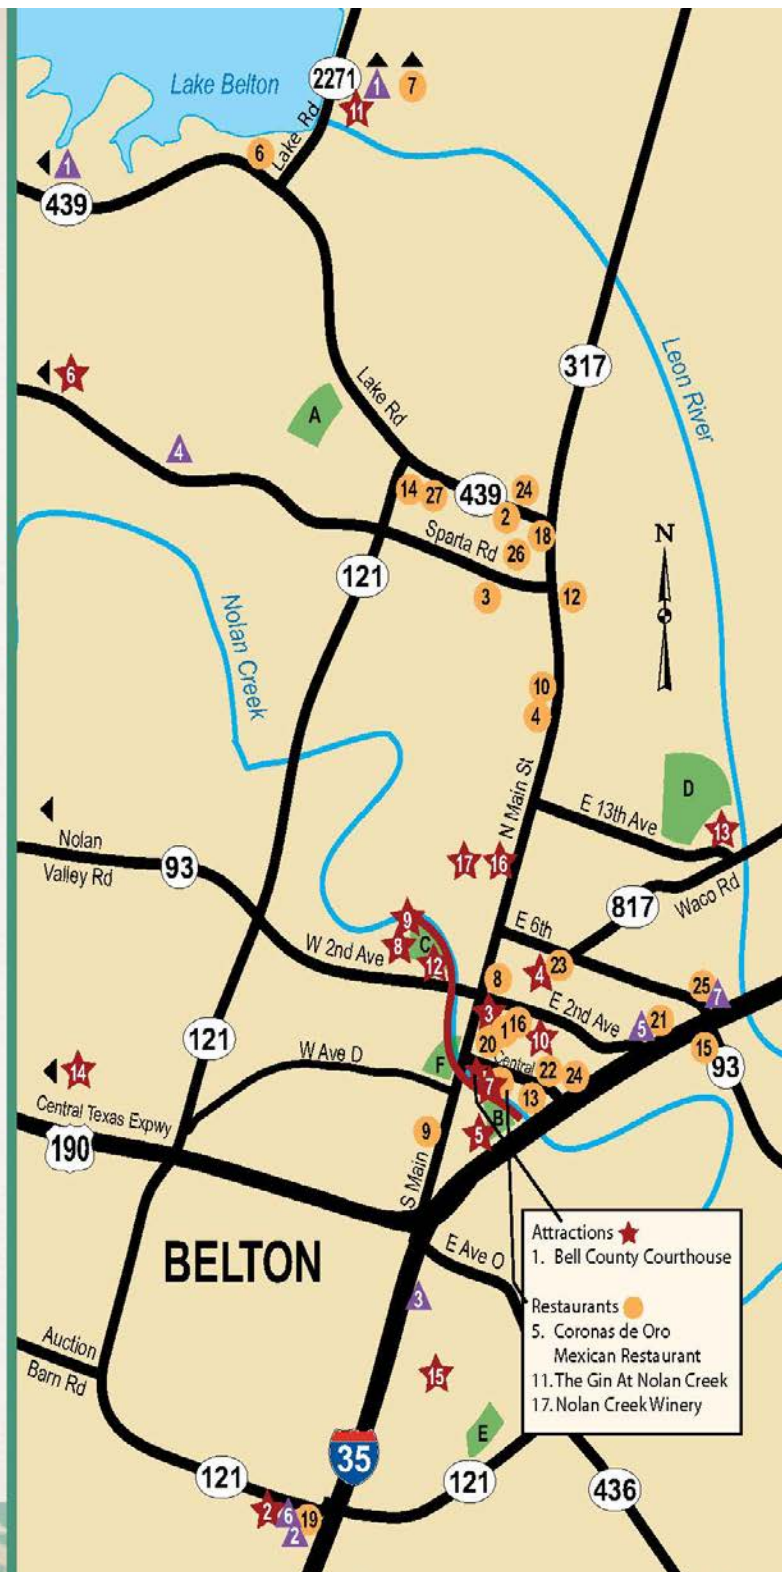 Lake Belton
2271
1
7
11
6
Lake Rd
1
439
Leon River
317
6
A
Lake Rd
4
14
27
439
24
2
18
Sparta Rd
26
N
121
3
12
Nolan Creek
10
4
D
N Main St
E 13th Ave
13
Nolan
Valley Rd
93
17
16
817
Waco Rd
9
E 6th
8
C
W 2nd Ave
12
4
23
8
25
7
3
E 2nd Ave
5
21
1
16
20
10
15
121
W Ave D
F
Central
22
24
93
14
7
13
B
Central Texas Expwy
190
9
5
S Main
Attractions
1. Bell County Courthouse
BELTON
E Ave O
3
Restaurants
5. Coronas de Oro
Mexican Restaurant
11. The Gin At Nolan Creek
17. Nolan Creek Winery
Auction
Barn Rd
15
E
35
121
121
436
2
6
19
2